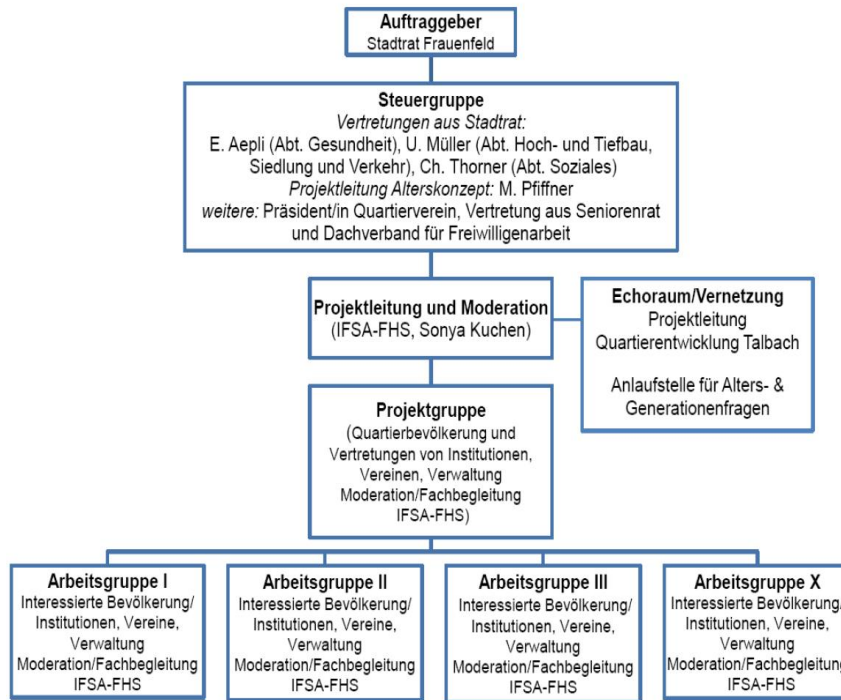 Auftraggeber
Stadtrat Frauenfeld
Steuergruppe
Vertretungen aus Stadtrat:
E. Aepli (Abt. Gesundheit), U. Müller (Abt. Hoch- und Tiefbau,
Siedlung und Verkehr), Ch. Thorner (Abt. Soziales)
Projektleitung Alterskonzept: M. Pfiffner
weitere: Präsident/in Quartierverein, Vertretung aus Seniorenrat
und Dachverband für Freiwilligenarbeit
Projektleitung und Moderation
(IFSA-FHS, Sonya Kuchen)
Echoraum/Vernetzung
Projektleitung
Quartierentwicklung Talbach
Anlaufstelle für Alters- &
Generationenfragen
Projektgruppe
(Quartierbevölkerung und
Vertretungen von Institutionen,
Vereinen, Verwaltung
Moderation/Fachbegleitung
IFSA-FHS)
Arbeitsgruppe I
Interessierte Bevölkerung/
Institutionen, Vereine,
Verwaltung
Moderation/Fachbegleitung
IFSA-FHS
Arbeitsgruppe II
Interessierte Bevölkerung/
Institutionen, Vereine,
Verwaltung
Moderation/Fachbegleitung
IFSA-FHS
Arbeitsgruppe III
Interessierte Bevölkerung/
Institutionen, Vereine,
Verwaltung
Moderation/Fachbegleitung
IFSA-FHS
Arbeitsgruppe X
Interessierte Bevölkerung/
Institutionen, Vereine,
Verwaltung
Moderation/Fachbegleitung
IFSA-FHS